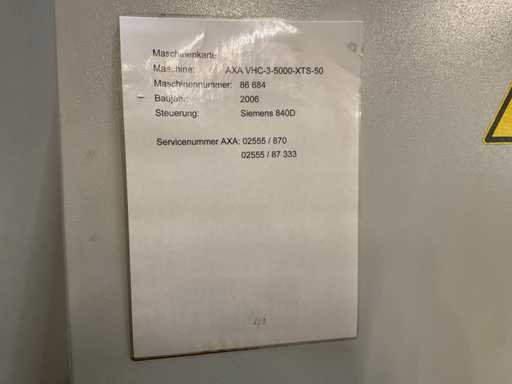 Maschinenkarte
Maschine: AXA VHC-3-5000-XTS-50
Maschinennummer: 86 684
Baujahr: 2006
Steuerung: Siemens 840D
Servicenummer AXA: 02555 / 870
02555 / 87 333